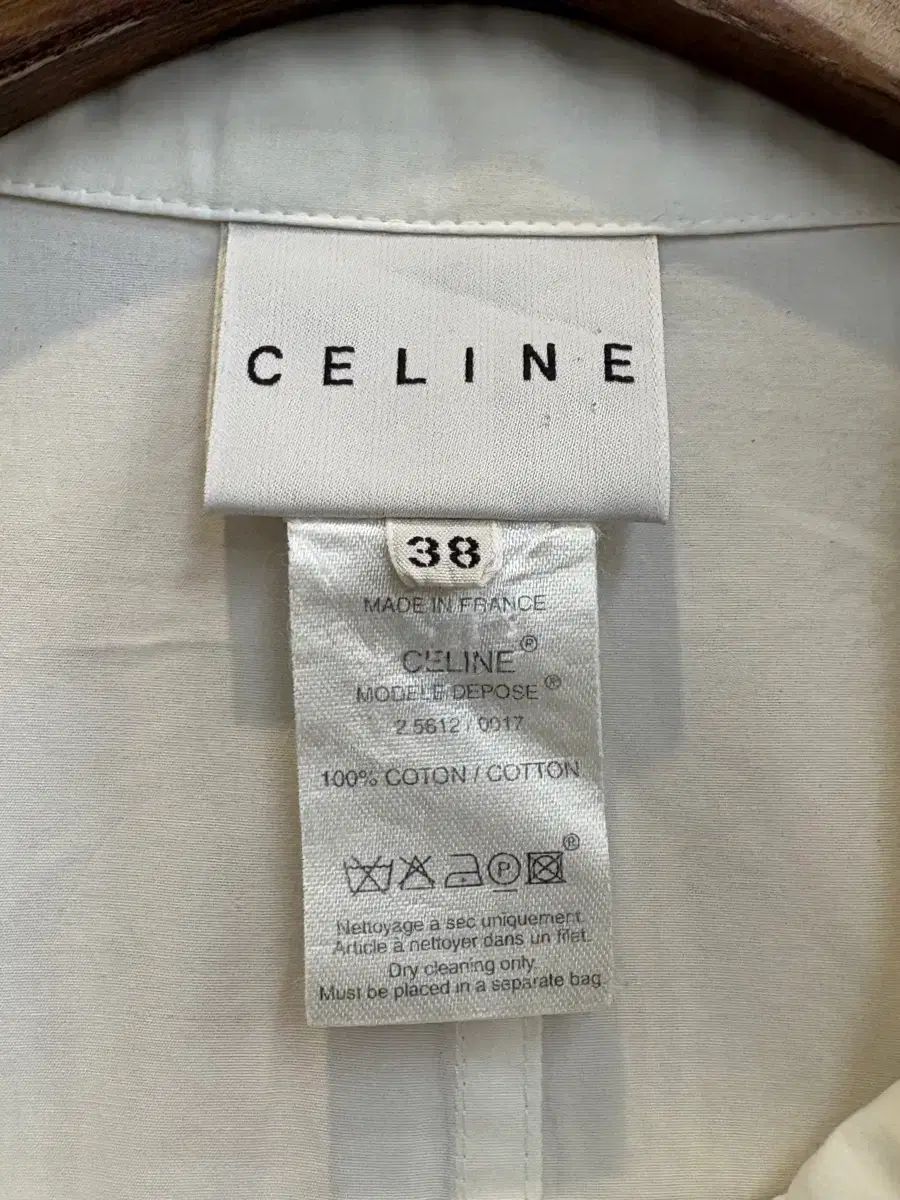 CELINE
38
MADE IN FRANCE
CELINE®
MODELE DEPOSE®
2.5612 / 0017
100% COTON / COTTON
P ®
Nettoyage à sec uniquement.
Article à nettoyer dans un filet.
Dry cleaning only.
Must be placed in a separate bag.